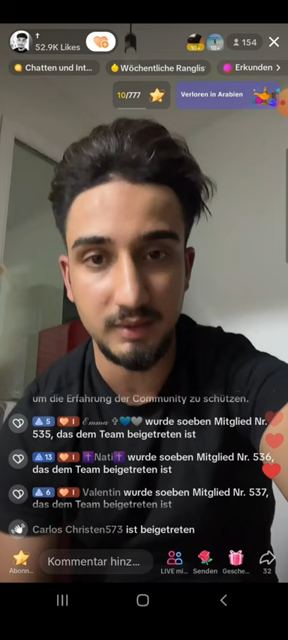 †
52.9K Likes
10+
10+
154
Chatten und Int...
Wöchentliche Ranglis
Erkunden >
10/777
Verloren in Arabien
um die Erfahrung der Community zu schützen.
5 I ℰ𝓂𝓂𝒶 ✞💙🩶 wurde soeben Mitglied Nr.
535, das dem Team beigetreten ist
13 I ✝️Nati✝️ wurde soeben Mitglied Nr. 536,
das dem Team beigetreten ist
6 I Valentin wurde soeben Mitglied Nr. 537,
das dem Team beigetreten ist
Carlos Christen573 ist beigetreten
Kommentar hinz...
Abonn...
LIVE mi...
Senden
Gesche...
32